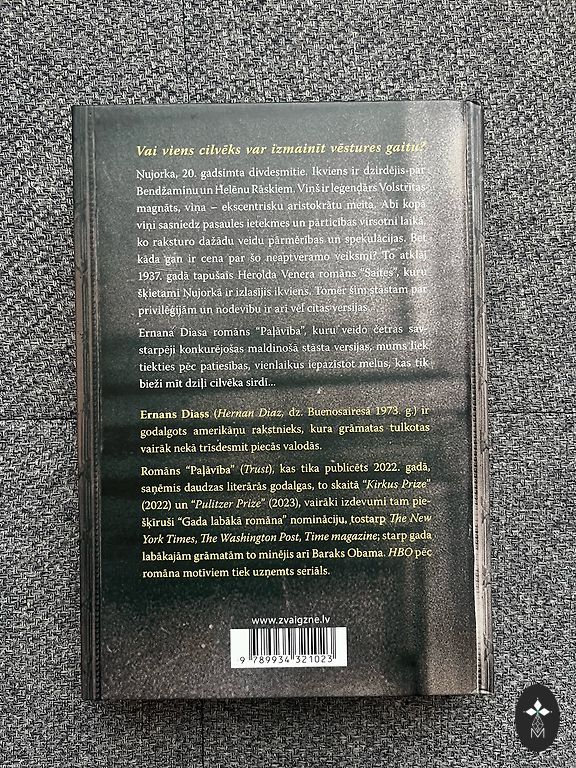 Vai viens cilvēks var izmainīt vēstures gaitu?
Ņujorka, 20. gadsimta divdesmitie. Ikviens ir dzirdējis par
Bendžaminu un Helēnu Raskiem. Viņš ir leģendārs Volstrītas
magnāts, viņa – ekscentrisku aristokrātu meita. Abi kopā
viņi sasniedz pasaules ietekmes un pārticības virsotni laikā,
ko raksturo dažādu veidu pārmērības un spekulācijas. Bet
kāda gan ir cena par šo neaptveramo veiksmi? To atklāj
1937. gadā tapušais Herolda Venera romāns “Saites”, kuru
šķietami Ņujorkā ir izlasījis ikviens. Tomēr šim stāstam par
privilēģijām un nodevību ir arī vēl citas versijas.
Ernana Diasa romāns “Paļāvība”, kuru veido četras sav-
starpēji konkurējošas maldinošā stāsta versijas, mums liek
tiekties pēc patiesības, vienlaikus iepazīstot melus, kas tik
bieži mīt dziļi cilvēka sirdī...
Ernans Diass (Hernan Diaz, dz. Buenosairesā 1973. g.) ir
godalgots amerikāņu rakstnieks, kura grāmatas tulkotas
vairāk nekā trīsdesmit piecās valodās.
Romāns “Paļāvība” (Trust), kas tika publicēts 2022. gadā,
saņēmis daudzas literārās godalgas, to skaitā “Kirkus Prize”
(2022) un “Pulitzer Prize” (2023), vairāki izdevumi tam pie-
šķīruši “Gada labākā romāna” nomināciju, tostarp The New
York Times, The Washington Post, Time magazine; starp gada
labākajām grāmatām to minējis arī Baraks Obama. HBO pēc
romāna motīviem tiek uzņemts seriāls.
www.zvaigzne.lv
9 789934 321023
M